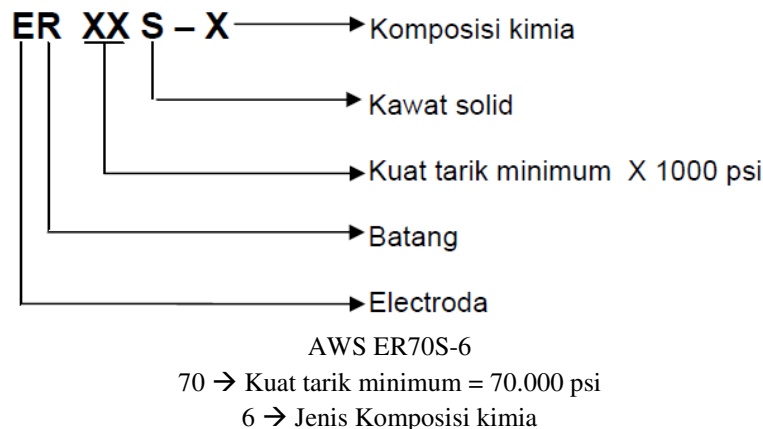 ER XX S – X Komposisi kimia
Kawat solid
Kuat tarik minimum X 1000 psi
Batang
Electroda
AWS ER70S-6
70 → Kuat tarik minimum = 70.000 psi
6 → Jenis Komposisi kimia